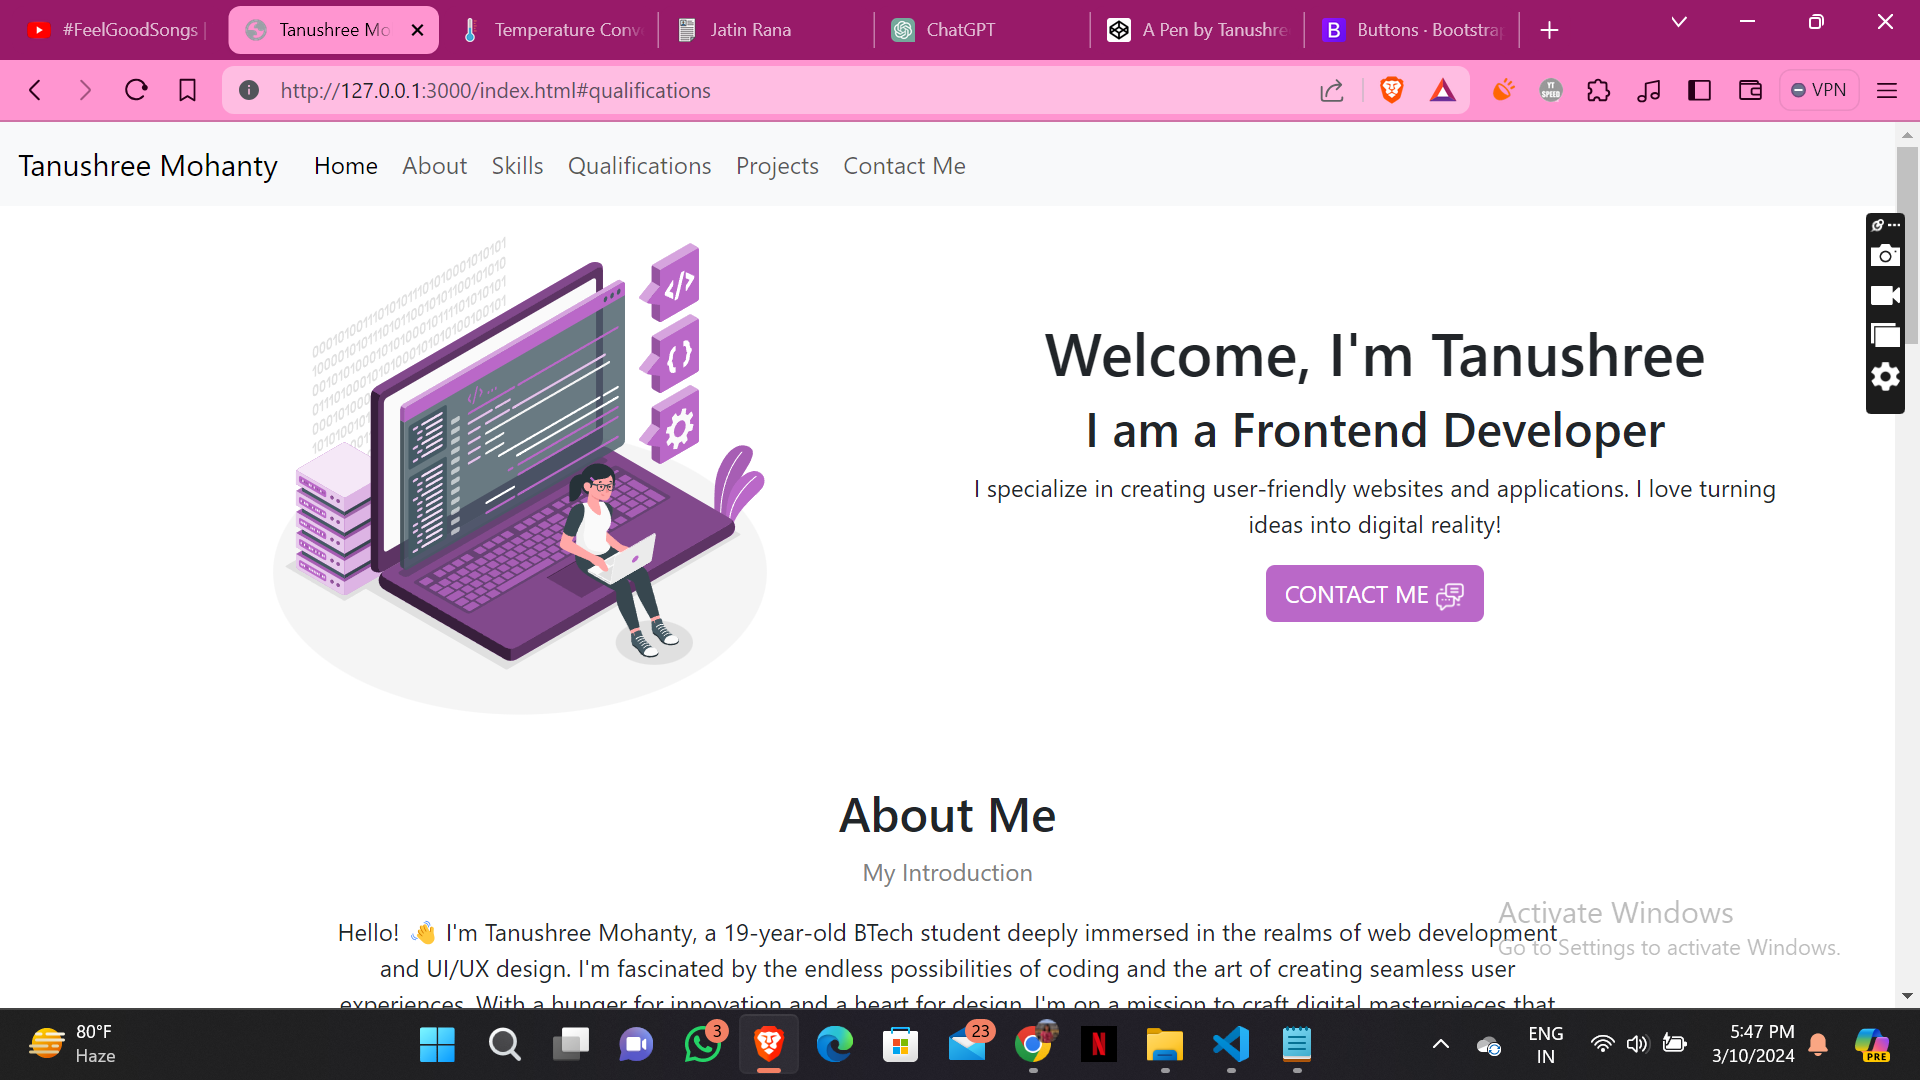 #FeelGoodSongs
Tanushree Mo
Temperature Conv
Jatin Rana
ChatGPT
A Pen by Tanushre
B
Buttons · Bootstrap
http://127.0.0.1:3000/index.html#qualifications
YT
SPEED
VPN
Tanushree Mohanty
Home
About
Skills
Qualifications
Projects
Contact Me
Welcome, I'm Tanushree
I am a Frontend Developer
I specialize in creating user-friendly websites and applications. I love turning
ideas into digital reality!
CONTACT ME
About Me
My Introduction
Hello! 👋 I'm Tanushree Mohanty, a 19-year-old BTech student deeply immersed in the realms of web development
and UI/UX design. I'm fascinated by the endless possibilities of coding and the art of creating seamless user
experiences. With a hunger for innovation and a heart for design, I'm on a mission to craft digital masterpieces that
Activate Windows
Go to Settings to activate Windows.
80°F
Haze
3
23
N
ENG
IN
5:47 PM
3/10/2024
PRE